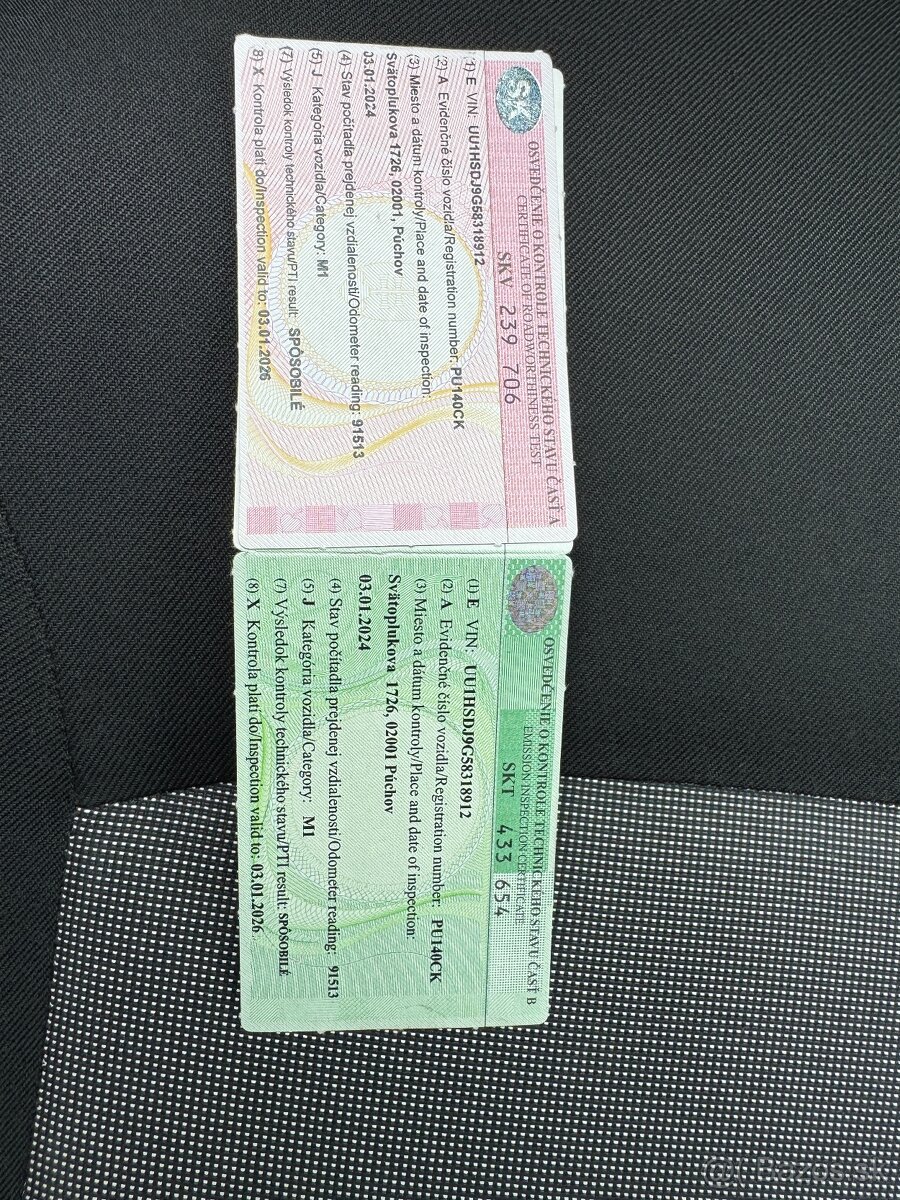 SK
OSVEDČENIE O KONTROLE TECHNICKÉHO STAVU ČASŤ A
CERTIFICATE OF ROADWORTHINESS TEST
SKV 239 706
(1) E VIN: UU1HSDJ9G58318912
(2) A Evidenčné číslo vozidla/Registration number: PU140CK
(3) Miesto a dátum kontroly/Place and date of inspection:
Svätoplukova 1726, 02001, Púchov
03.01.2024
(4) Stav počítadla prejdenej vzdialenosti/Odometer reading: 91513
(5) J Kategória vozidla/Category: M1
(7) Výsledok kontroly technického stavu/PTI result: SPÔSOBILÉ
(8) X Kontrola platí do/Inspection valid to: 03.01.2026
OSVEDČENIE O KONTROLE TECHNICKÉHO STAVU ČASŤ B
EMISSION INSPECTION CERTIFICATE
SKT 433 654
(1) E VIN: UU1HSDJ9G58318912
(2) A Evidenčné číslo vozidla/Registration number: PU140CK
(3) Miesto a dátum kontroly/Place and date of inspection:
Svätoplukova 1726, 02001 Púchov
03.01.2024
(4) Stav počítadla prejdenej vzdialenosti/Odometer reading: 91513
(5) J Kategória vozidla/Category: M1
(7) Výsledok kontroly technického stavu/PTI result: SPÔSOBILÉ
(8) X Kontrola platí do/Inspection valid to: 03.01.2026
Bazos.sk